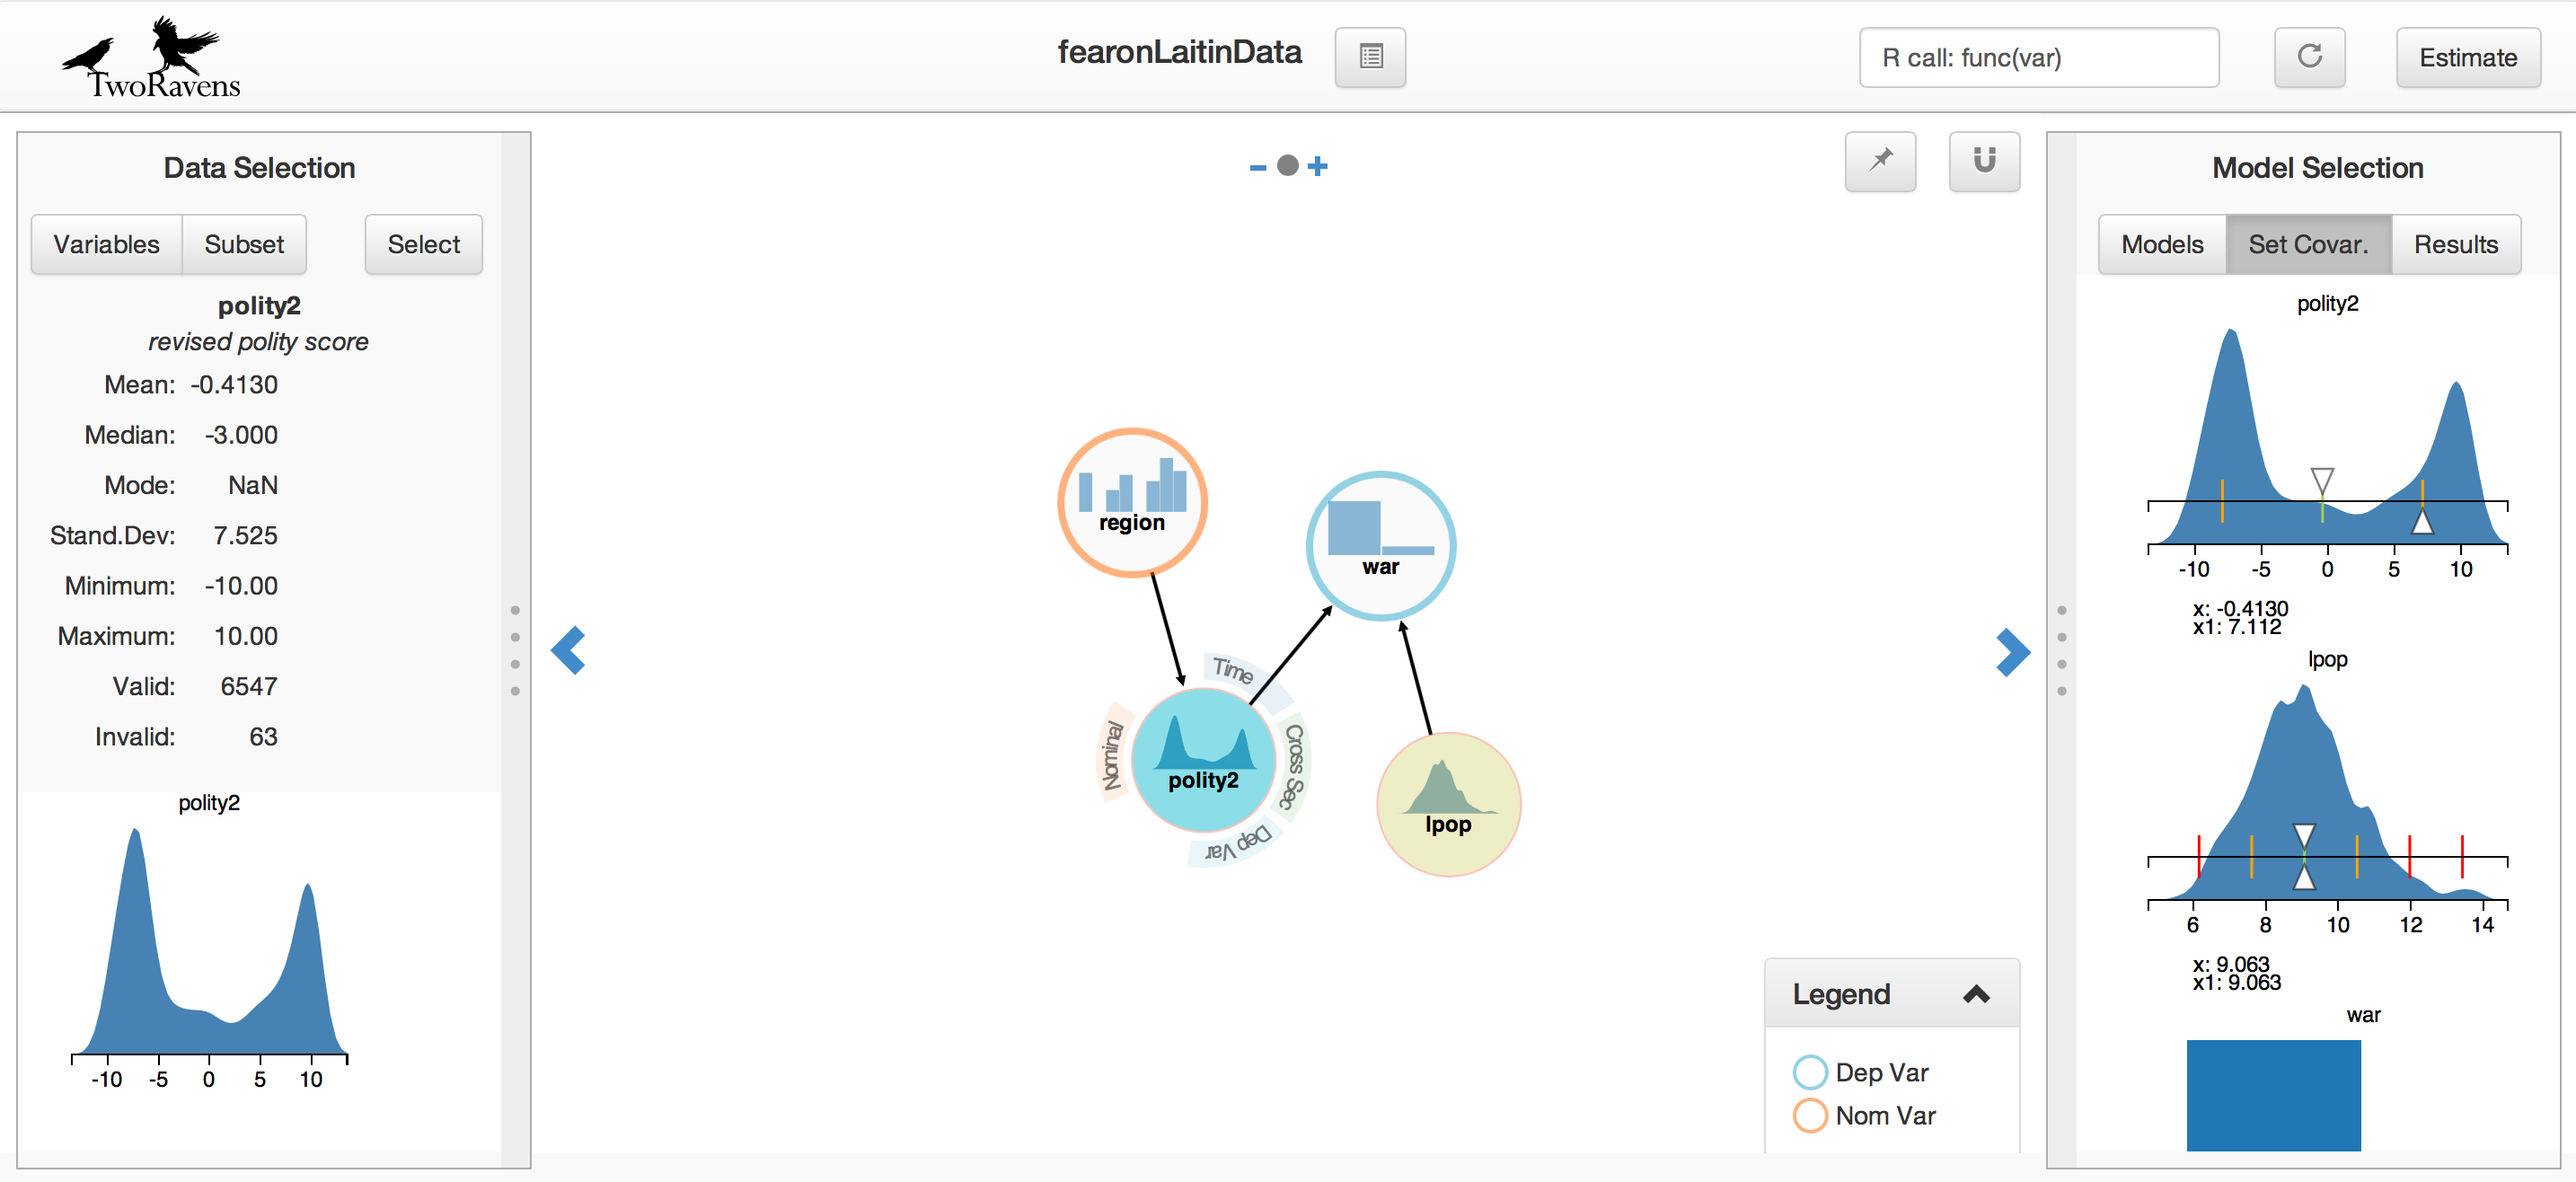 TwoRavens
fearonLaitinData
R call: func(var)
Estimate
Data Selection
Variables Subset Select
polity2
revised polity score
Mean: -0.4130
Median: -3.000
Mode: NaN
Stand.Dev: 7.525
Minimum: -10.00
Maximum: 10.00
Valid: 6547
Invalid: 63
polity2
-10 -5 0 5 10
region
war
Time
Nominal
Cross Sec
Dep Var
polity2
lpop
Legend
Dep Var
Nom Var
Model Selection
Models Set Covar. Results
polity2
-10 -5 0 5 10
x: -0.4130
x1: 7.112
lpop
6 8 10 12 14
x: 9.063
x1: 9.063
war